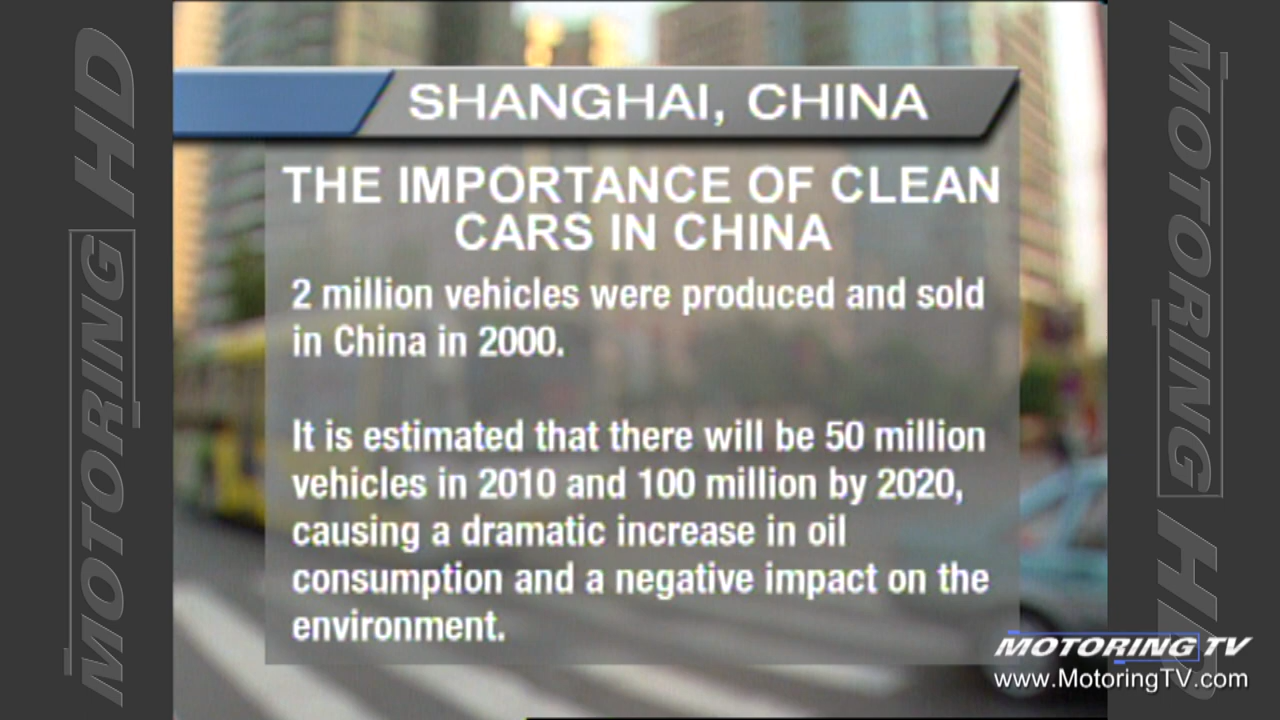 SHANGHAI, CHINA
THE IMPORTANCE OF CLEAN
CARS IN CHINA
2 million vehicles were produced and sold
in China in 2000.
It is estimated that there will be 50 million
vehicles in 2010 and 100 million by 2020,
causing a dramatic increase in oil
consumption and a negative impact on the
environment.
MOTORING HD
MOTORING HD
MOTORING TV
www.MotoringTV.com